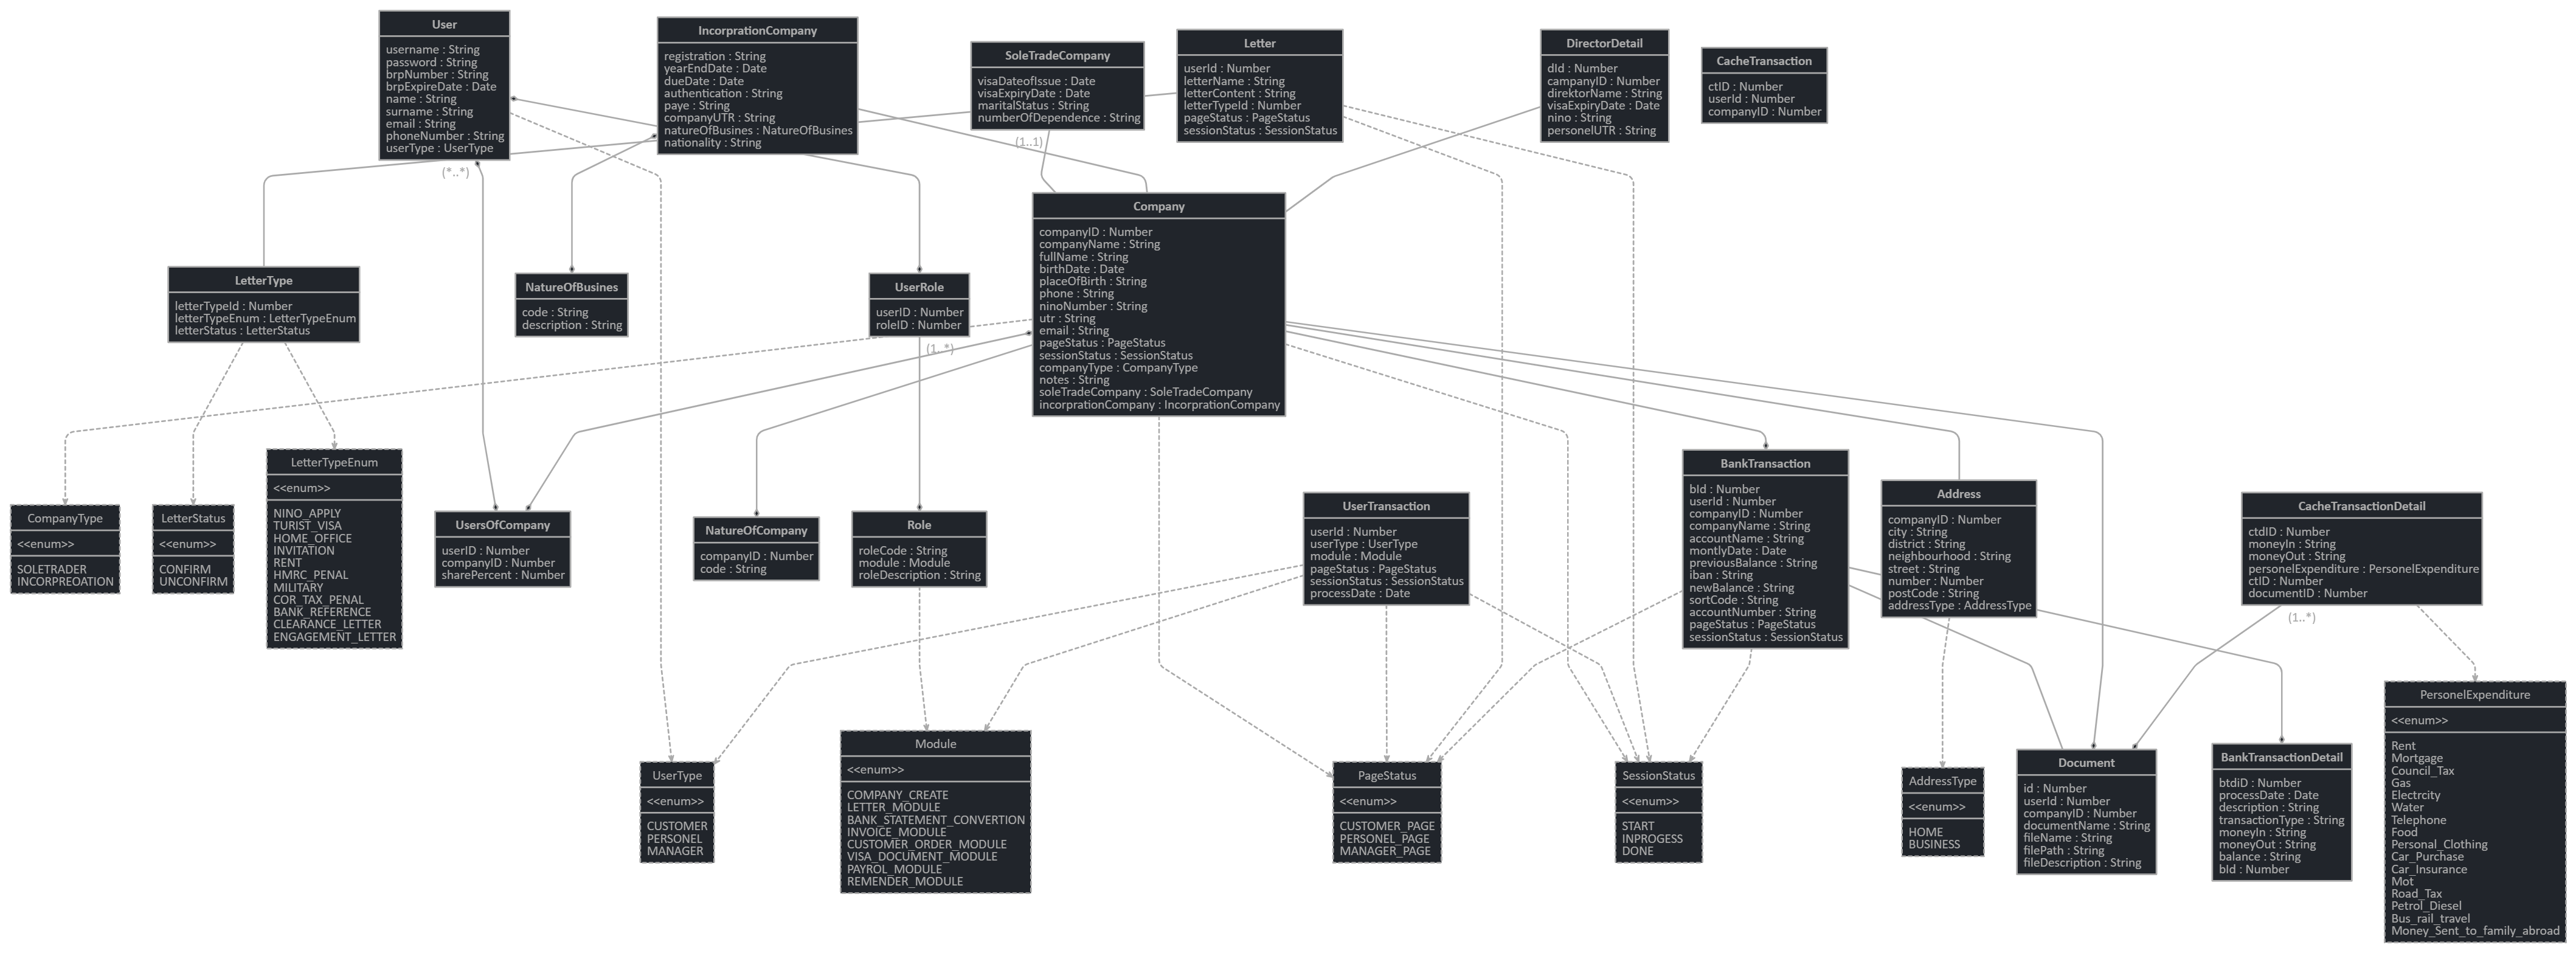 User
username : String
password : String
brpNumber : String
brpExpireDate : Date
name : String
surname : String
email : String
phoneNumber : String
userType : UserType
(*..*)
IncorprationCompany
registration : String
yearEndDate : Date
dueDate : Date
authentication : String
paye : String
companyUTR : String
natureOfBusines : NatureOfBusines
nationality : String
SoleTradeCompany
visaDateofIssue : Date
visaExpiryDate : Date
maritalStatus : String
numberOfDependence : String
(1..1)
Letter
userId : Number
letterName : String
letterContent : String
letterTypeId : Number
pageStatus : PageStatus
sessionStatus : SessionStatus
DirectorDetail
dId : Number
campanyID : Number
direktorName : String
visaExpiryDate : Date
nino : String
personelUTR : String
CacheTransaction
ctID : Number
userId : Number
companyID : Number
LetterType
letterTypeId : Number
letterTypeEnum : LetterTypeEnum
letterStatus : LetterStatus
NatureOfBusines
code : String
description : String
UserRole
userID : Number
roleID : Number
(1..*)
Company
companyID : Number
companyName : String
fullName : String
birthDate : Date
placeOfBirth : String
phone : String
ninoNumber : String
utr : String
email : String
pageStatus : PageStatus
sessionStatus : SessionStatus
companyType : CompanyType
notes : String
soleTradeCompany : SoleTradeCompany
incorprationCompany : IncorprationCompany
CompanyType
<<enum>>
SOLETRADER
INCORPREOATION
LetterStatus
<<enum>>
CONFIRM
UNCONFIRM
LetterTypeEnum
<<enum>>
NINO_APPLY
TURIST_VISA
HOME_OFFICE
INVITATION
RENT
HMRC_PENAL
MILITARY
COR_TAX_PENAL
BANK_REFERENCE
CLEARANCE_LETTER
ENGAGEMENT_LETTER
UsersOfCompany
userID : Number
companyID : Number
sharePercent : Number
NatureOfCompany
companyID : Number
code : String
Role
roleCode : String
module : Module
roleDescription : String
UserTransaction
userId : Number
userType : UserType
module : Module
pageStatus : PageStatus
sessionStatus : SessionStatus
processDate : Date
BankTransaction
bId : Number
userId : Number
companyID : Number
companyName : String
accountName : String
montlyDate : Date
previousBalance : String
iban : String
newBalance : String
sortCode : String
accountNumber : String
pageStatus : PageStatus
sessionStatus : SessionStatus
Address
companyID : Number
city : String
district : String
neighbourhood : String
street : String
number : Number
postCode : String
addressType : AddressType
CacheTransactionDetail
ctdID : Number
moneyIn : String
moneyOut : String
personelExpenditure : PersonelExpenditure
ctID : Number
documentID : Number
(1..*)
UserType
<<enum>>
CUSTOMER
PERSONEL
MANAGER
Module
<<enum>>
COMPANY_CREATE
LETTER_MODULE
BANK_STATEMENT_CONVERTION
INVOICE_MODULE
CUSTOMER_ORDER_MODULE
VISA_DOCUMENT_MODULE
PAYROL_MODULE
REMENDER_MODULE
PageStatus
<<enum>>
CUSTOMER_PAGE
PERSONEL_PAGE
MANAGER_PAGE
SessionStatus
<<enum>>
START
INPROGESS
DONE
AddressType
<<enum>>
HOME
BUSINESS
Document
id : Number
userId : Number
companyID : Number
documentName : String
fileName : String
filePath : String
fileDescription : String
BankTransactionDetail
btdiD : Number
processDate : Date
description : String
transactionType : String
moneyIn : String
moneyOut : String
balance : String
bId : Number
PersonelExpenditure
<<enum>>
Rent
Mortgage
Council_Tax
Gas
Electrcity
Water
Telephone
Food
Personal_Clothing
Car_Purchase
Car_Insurance
Mot
Road_Tax
Petrol_Diesel
Bus_rail_travel
Money_Sent_to_family_abroad